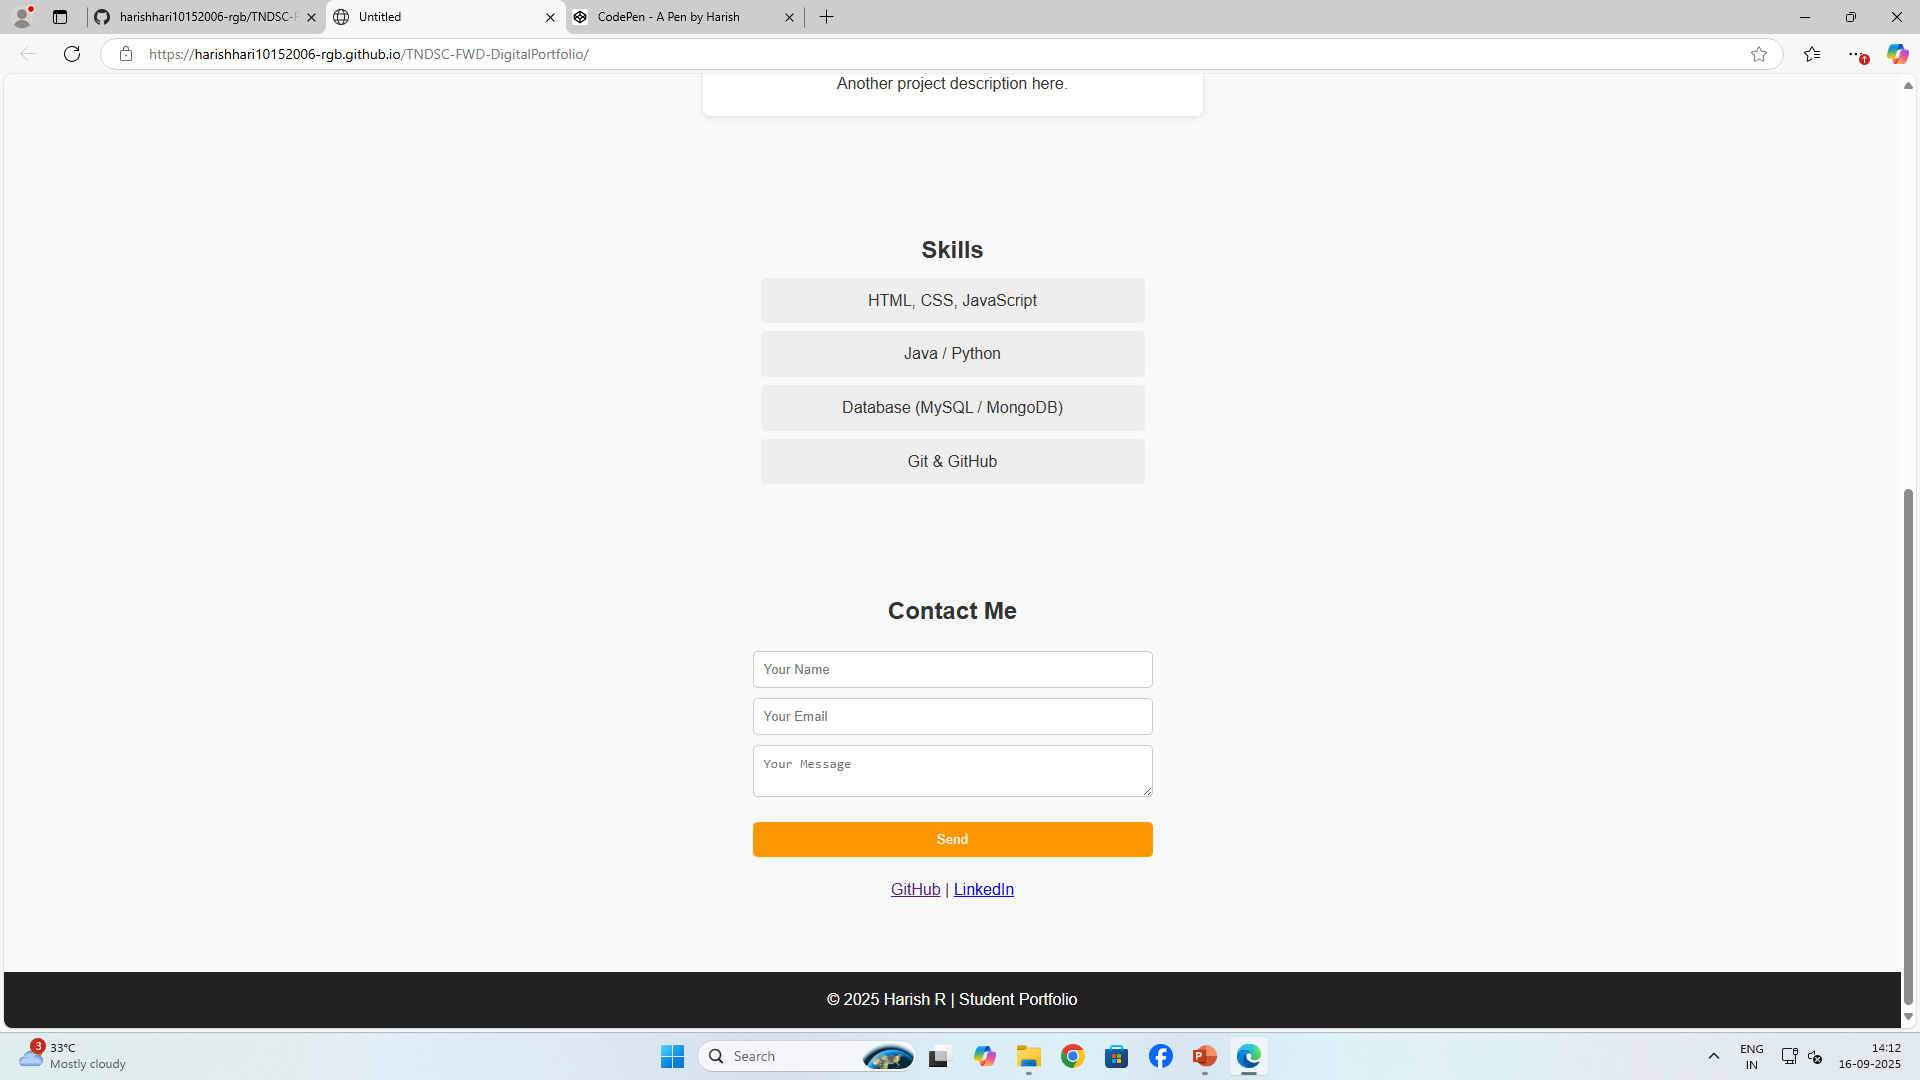 harishhari10152006-rgb/TNDSC-F
Untitled
CodePen - A Pen by Harish
https://harishhari10152006-rgb.github.io/TNDSC-FWD-DigitalPortfolio/
Another project description here.
Skills
HTML, CSS, JavaScript
Java / Python
Database (MySQL / MongoDB)
Git & GitHub
Contact Me
Your Name
Your Email
Your Message
Send
GitHub | LinkedIn
© 2025 Harish R | Student Portfolio
3
33°C
Mostly cloudy
Search
ENG
IN
14:12
16-09-2025